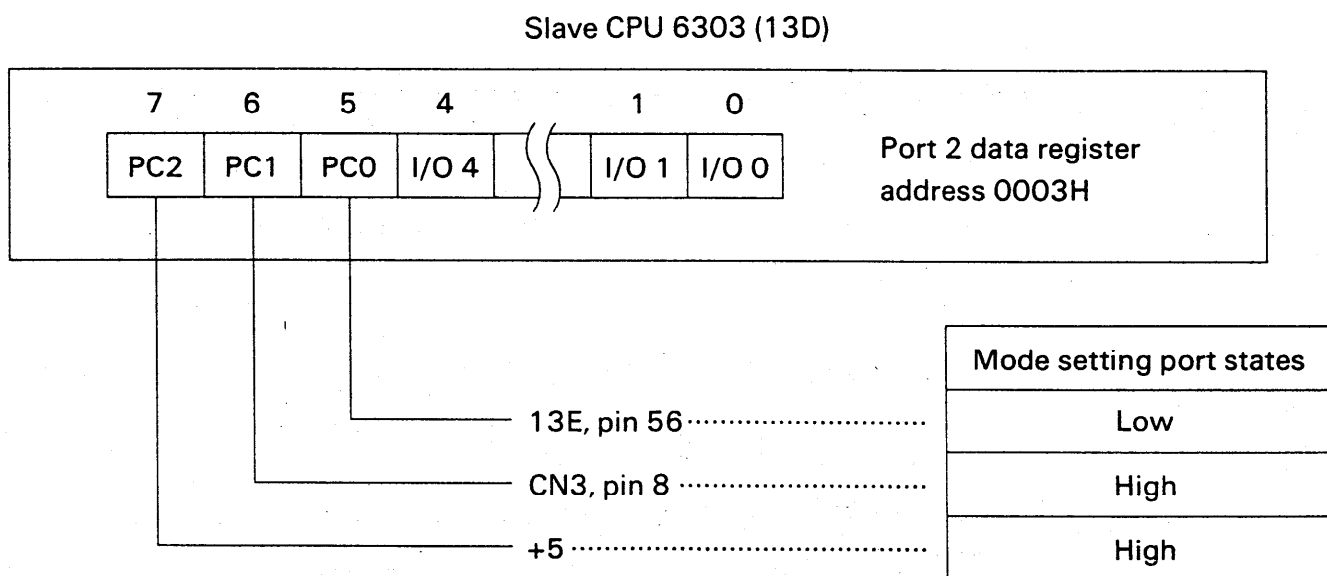 Slave CPU 6303 (13D)
7 6 5 4 1 0
PC2 PC1 PC0 I/O 4 I/O 1 I/O 0
Port 2 data register
address 0003H
Mode setting port states
13E, pin 56 Low
CN3, pin 8 High
+5 High